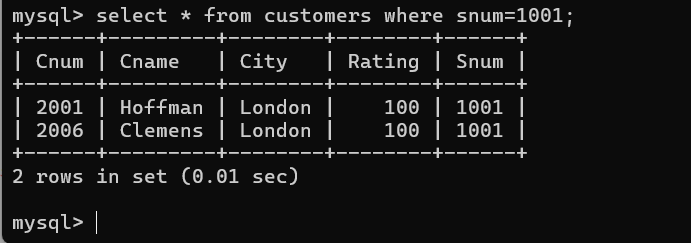 mysql> select * from customers where snum=1001;
+------+---------+--------+--------+------+
| Cnum | Cname   | City   | Rating | Snum |
+------+---------+--------+--------+------+
| 2001 | Hoffman | London |    100 | 1001 |
| 2006 | Clemens | London |    100 | 1001 |
+------+---------+--------+--------+------+
2 rows in set (0.01 sec)
mysql>